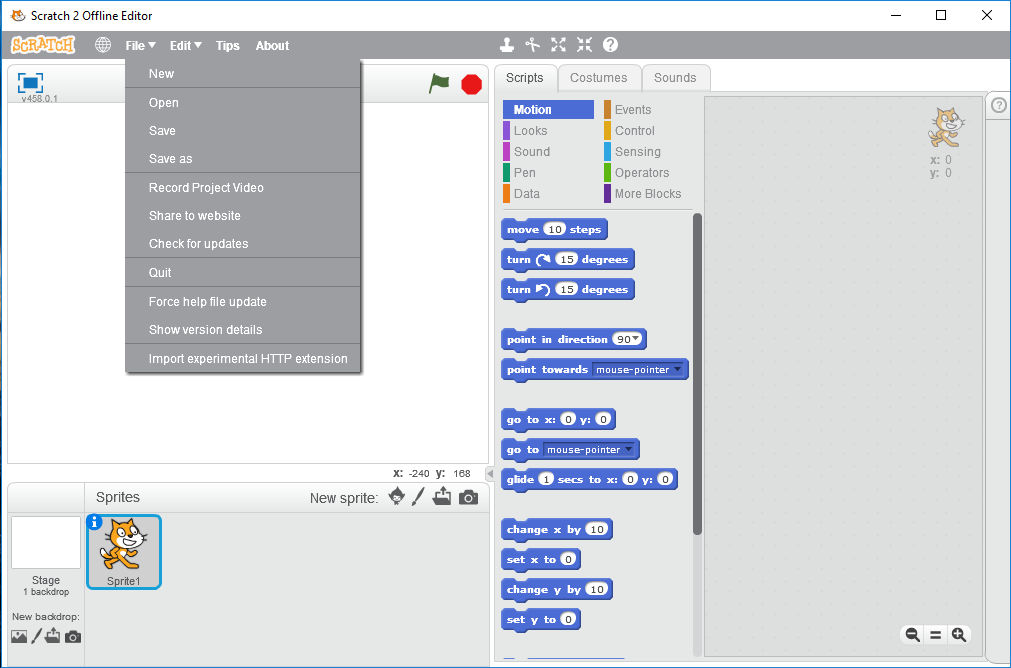 Scratch 2 Offline Editor
SCRATCH File Edit Tips About
v458.0.1
New
Open
Save
Save as
Record Project Video
Share to website
Check for updates
Quit
Force help file update
Show version details
Import experimental HTTP extension
X: -240 y: 168
Sprites New sprite:
Sprite1
Stage
1 backdrop
New backdrop:
Scripts Costumes Sounds
Motion Events
Looks Control
Sound Sensing
Pen Operators
Data More Blocks
move 10 steps
turn 15 degrees
turn 15 degrees
point in direction 90
point towards mouse-pointer
go to x: 0 y: 0
go to mouse-pointer
glide 1 secs to x: 0 y: 0
change x by 10
set x to 0
change y by 10
set y to 0
x: 0
y: 0